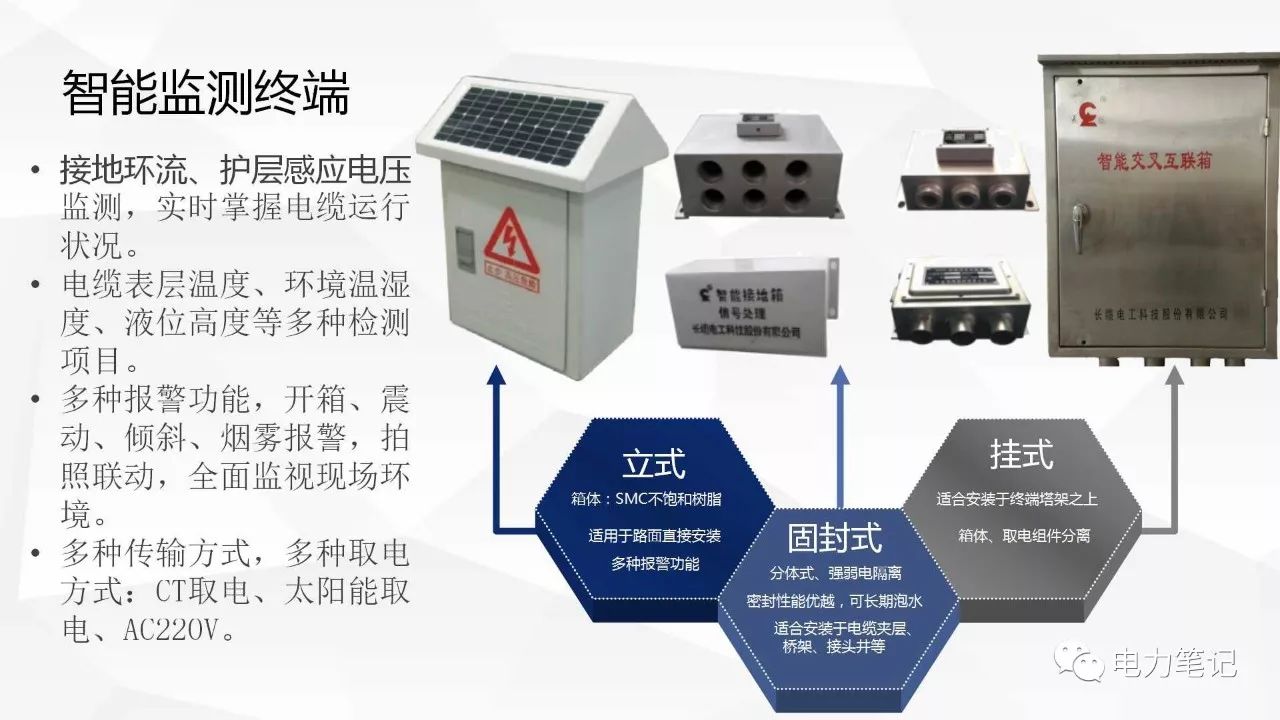 智能监测终端
• 接地环流、护层感应电压
监测，实时掌握电缆运行
状况。
• 电缆表层温度、环境温湿
度、液位高度等多种检测
项目。
• 多种报警功能，开箱、震
动、倾斜、烟雾报警，拍
照联动，全面监视现场环
境。
• 多种传输方式，多种取电
方式：CT取电、太阳能取
电、AC220V。
智能接地箱
信号处理
长缆电工科技股份有限公司
智能交叉互联箱
长缆电工科技股份有限公司
立式
箱体：SMC不饱和树脂
适用于路面直接安装
多种报警功能
固封式
分体式、强弱电隔离
密封性能优越，可长期泡水
适合安装于电缆夹层、
桥架、接头井等
挂式
适合安装于终端塔架之上
箱体、取电组件分离
电力笔记